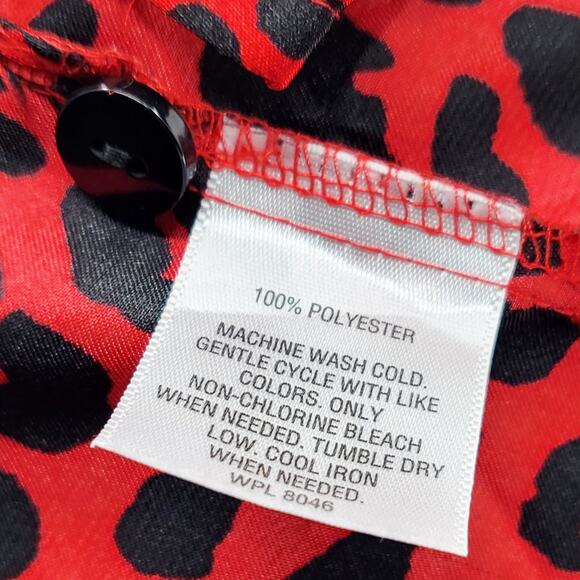 100% POLYESTER
MACHINE WASH COLD.
GENTLE CYCLE WITH LIKE
COLORS. ONLY
NON-CHLORINE BLEACH
WHEN NEEDED. TUMBLE DRY
LOW. COOL IRON
WHEN NEEDED.
WPL 8046